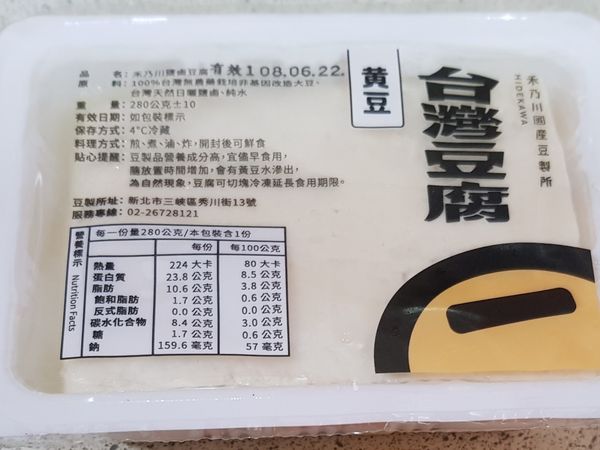 品　　名：禾乃川鹽鹵豆腐 有效108.06.22.
原　　料：100%台灣無農藥栽培非基因改造大豆、
台灣天然日曬鹽鹵、純水
重　　量：280公克±10
有效日期：如包裝標示
保存方式：4°C冷藏
料理方式：煎、煮、滷、炸，開封後可鮮食
貼心提醒：豆製品營養成分高，宜儘早食用，
隨放置時間增加，會有黃豆水滲出，
為自然現象，豆腐可切塊冷凍延長食用期限。
豆製所址：新北市三峽區秀川街13號
服務專線：02-26728121
營養標示 Nutrition Facts
每一份量280公克/本包裝含1份
每份 每100公克
熱量 224 大卡 80 大卡
蛋白質 23.8 公克 8.5 公克
脂肪 10.6 公克 3.8 公克
飽和脂肪 1.7 公克 0.6 公克
反式脂肪 0.0 公克 0.0 公克
碳水化合物 8.4 公克 3.0 公克
糖 1.7 公克 0.6 公克
鈉 159.6 毫克 57 毫克
黃豆
台灣豆腐
禾乃川國產豆製所
HIDEKAWA